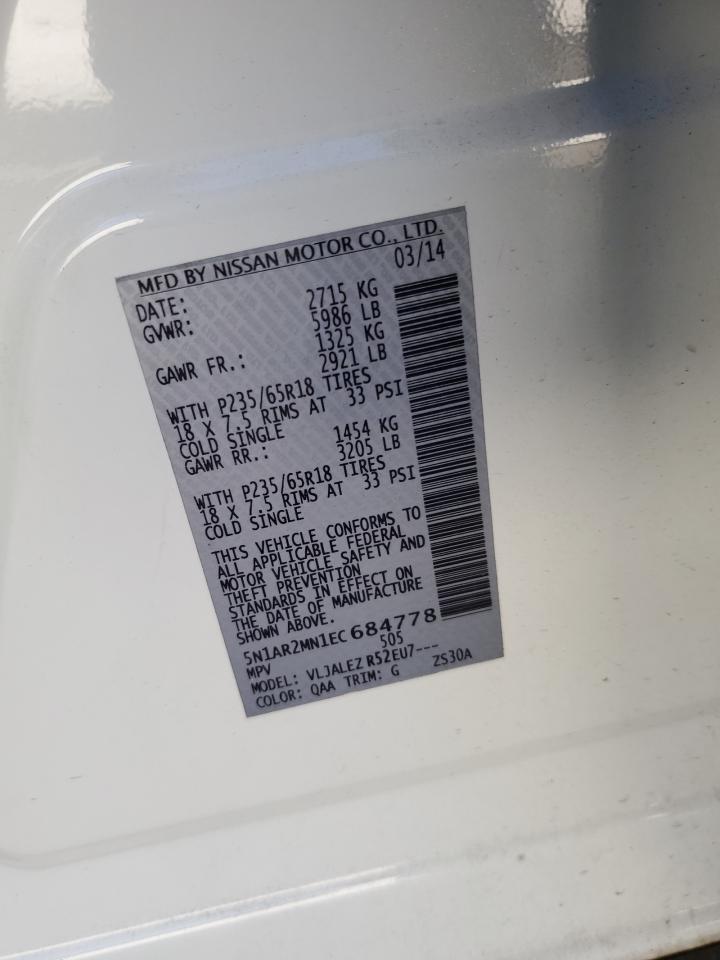 MFD BY NISSAN MOTOR CO., LTD.
DATE: 03/14
GVWR: 2715 KG
5986 LB
GAWR FR.: 1325 KG
2921 LB
WITH P235/65R18 TIRES
18 X 7.5 RIMS AT 33 PSI
COLD SINGLE
GAWR RR.: 1454 KG
3205 LB
WITH P235/65R18 TIRES
18 X 7.5 RIMS AT 33 PSI
COLD SINGLE
THIS VEHICLE CONFORMS TO
ALL APPLICABLE FEDERAL
MOTOR VEHICLE SAFETY AND
THEFT PREVENTION
STANDARDS IN EFFECT ON
THE DATE OF MANUFACTURE
SHOWN ABOVE.
5N1AR2MN1EC684778
MPV 505
MODEL: VLJALEZ R52EU7---
COLOR: QAA TRIM: G ZS30A